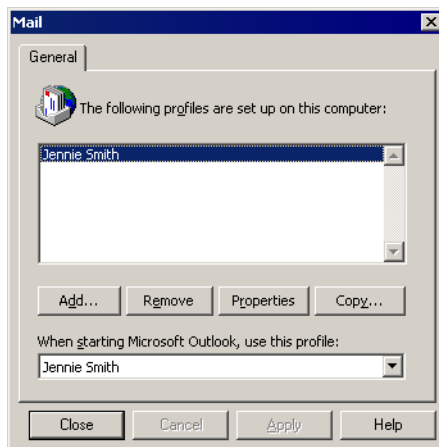 Mail
General
The following profiles are set up on this computer:
Jennie Smith
Add... Remove Properties Copy...
When starting Microsoft Outlook, use this profile:
Jennie Smith
Close Cancel Apply Help